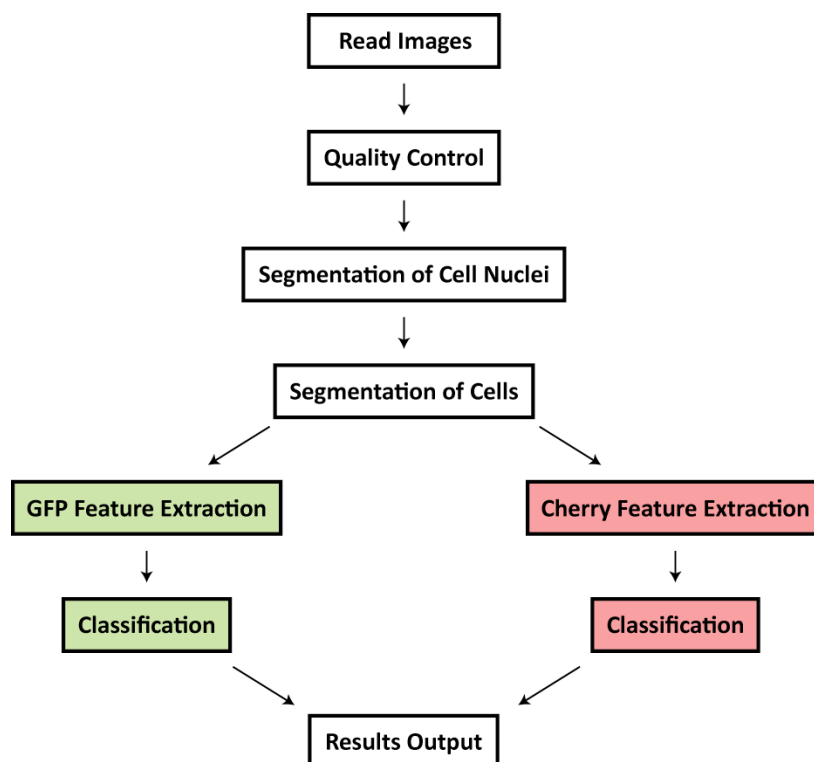 Read Images
Quality Control
Segmentation of Cell Nuclei
Segmentation of Cells
GFP Feature Extraction
Cherry Feature Extraction
Classification
Classification
Results Output